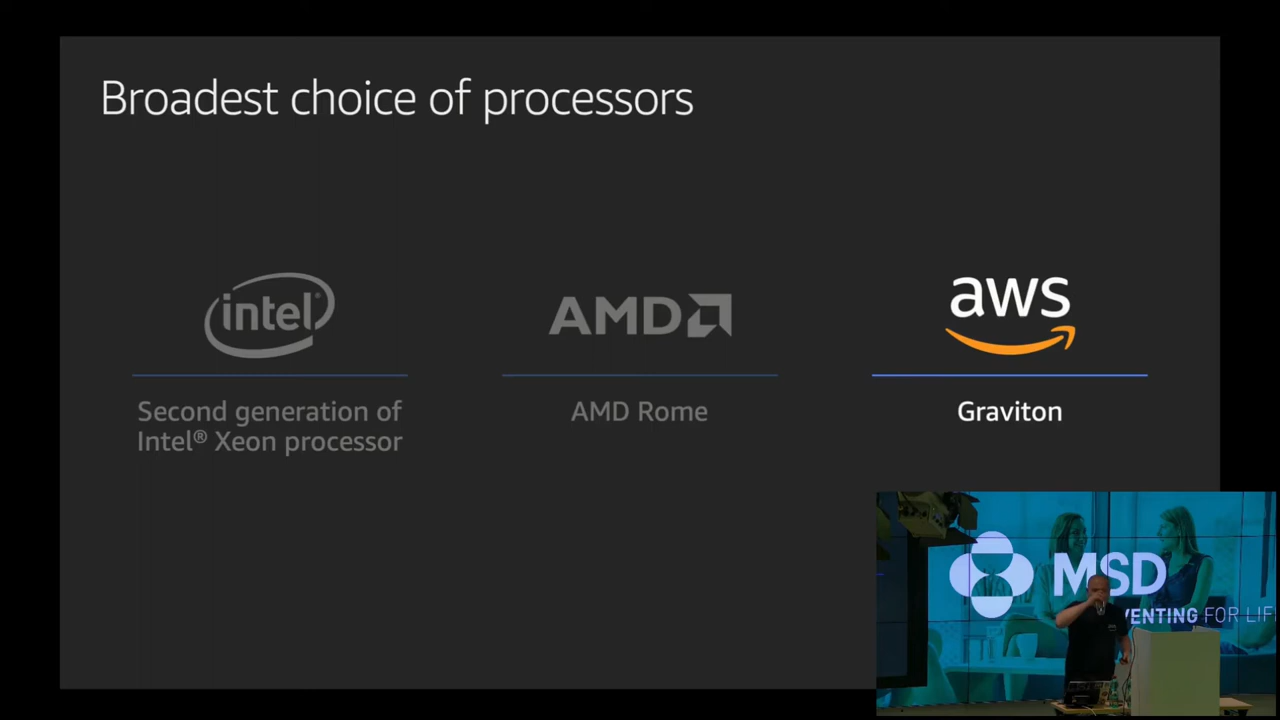 Broadest choice of processors
intel®
AMD
aws
Second generation of
Intel® Xeon processor
AMD Rome
Graviton
MSD
VENTING FOR LIF